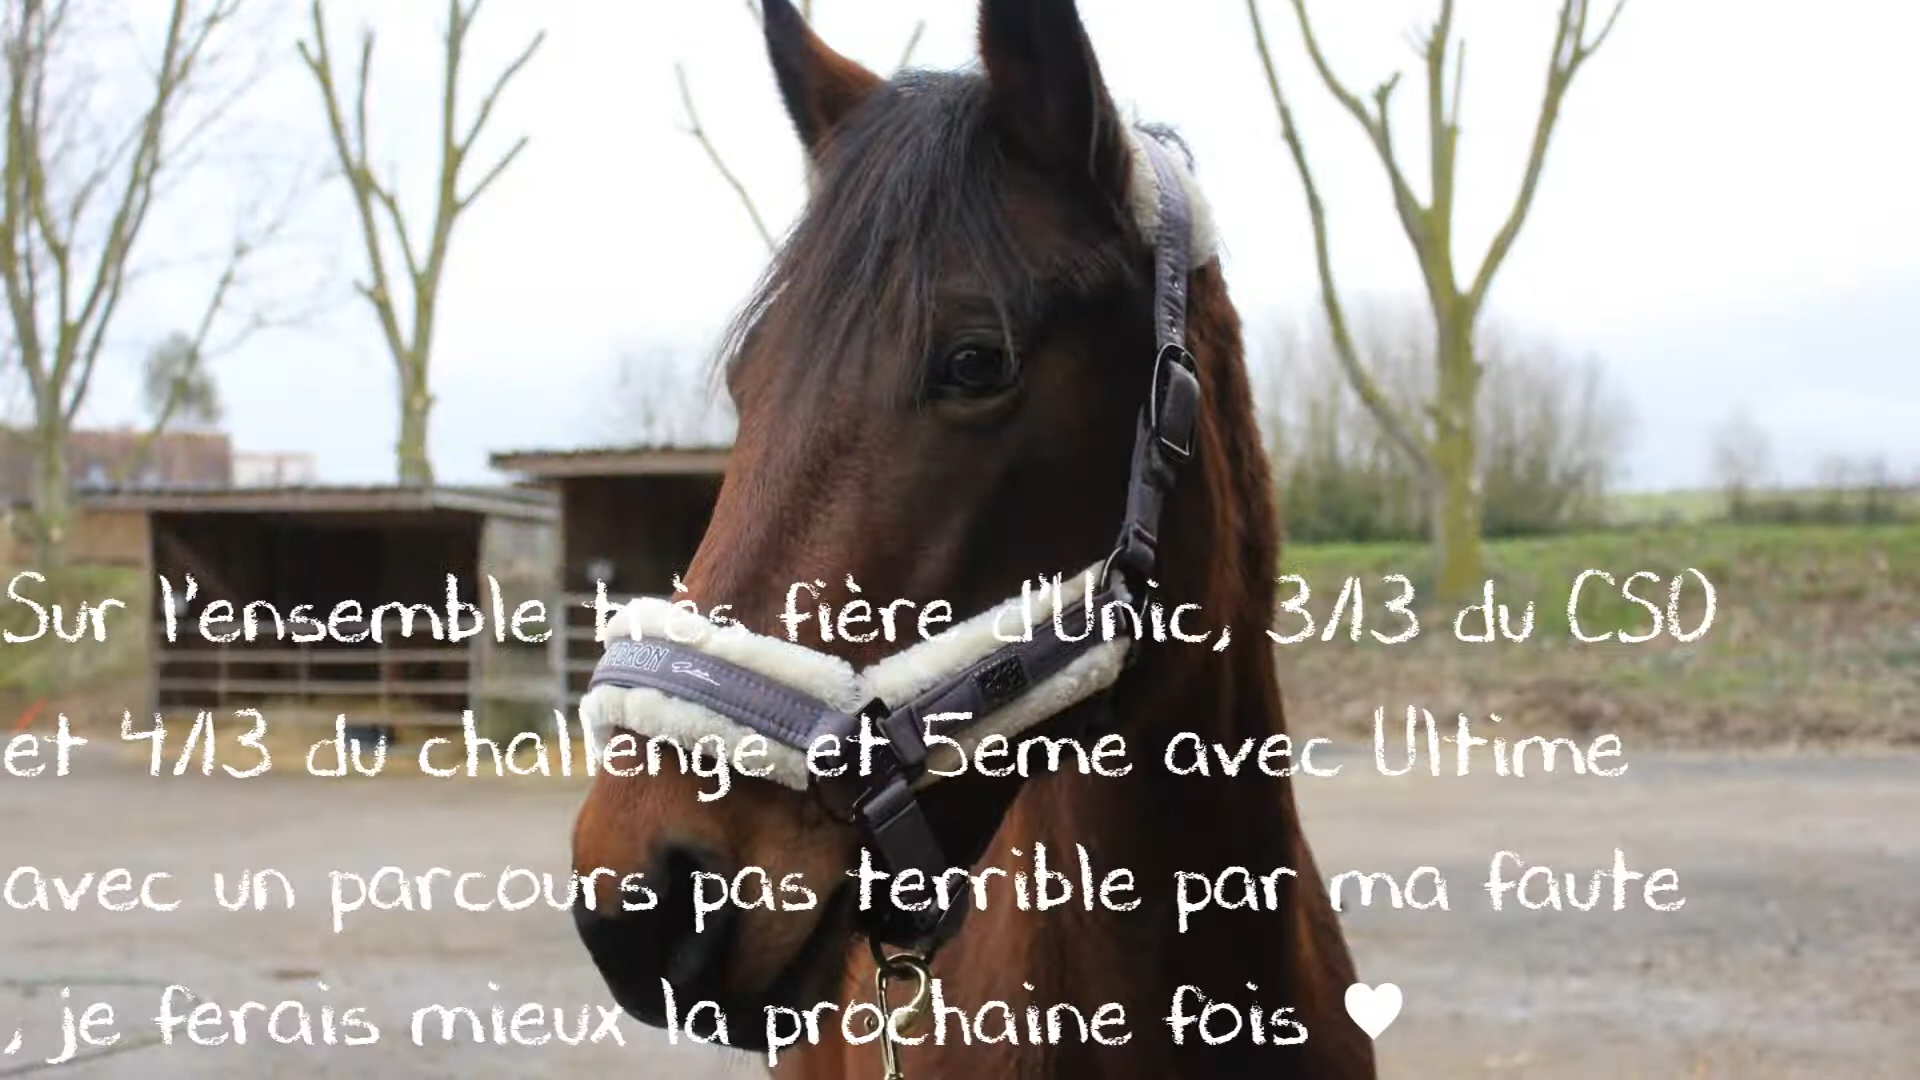 Sur l'ensemble très fière d'Unic, 3/13 du CSO
et 4/13 du challenge et 5eme avec Ultime
avec un parcours pas terrible par ma faute
, je ferais mieux la prochaine fois ♥